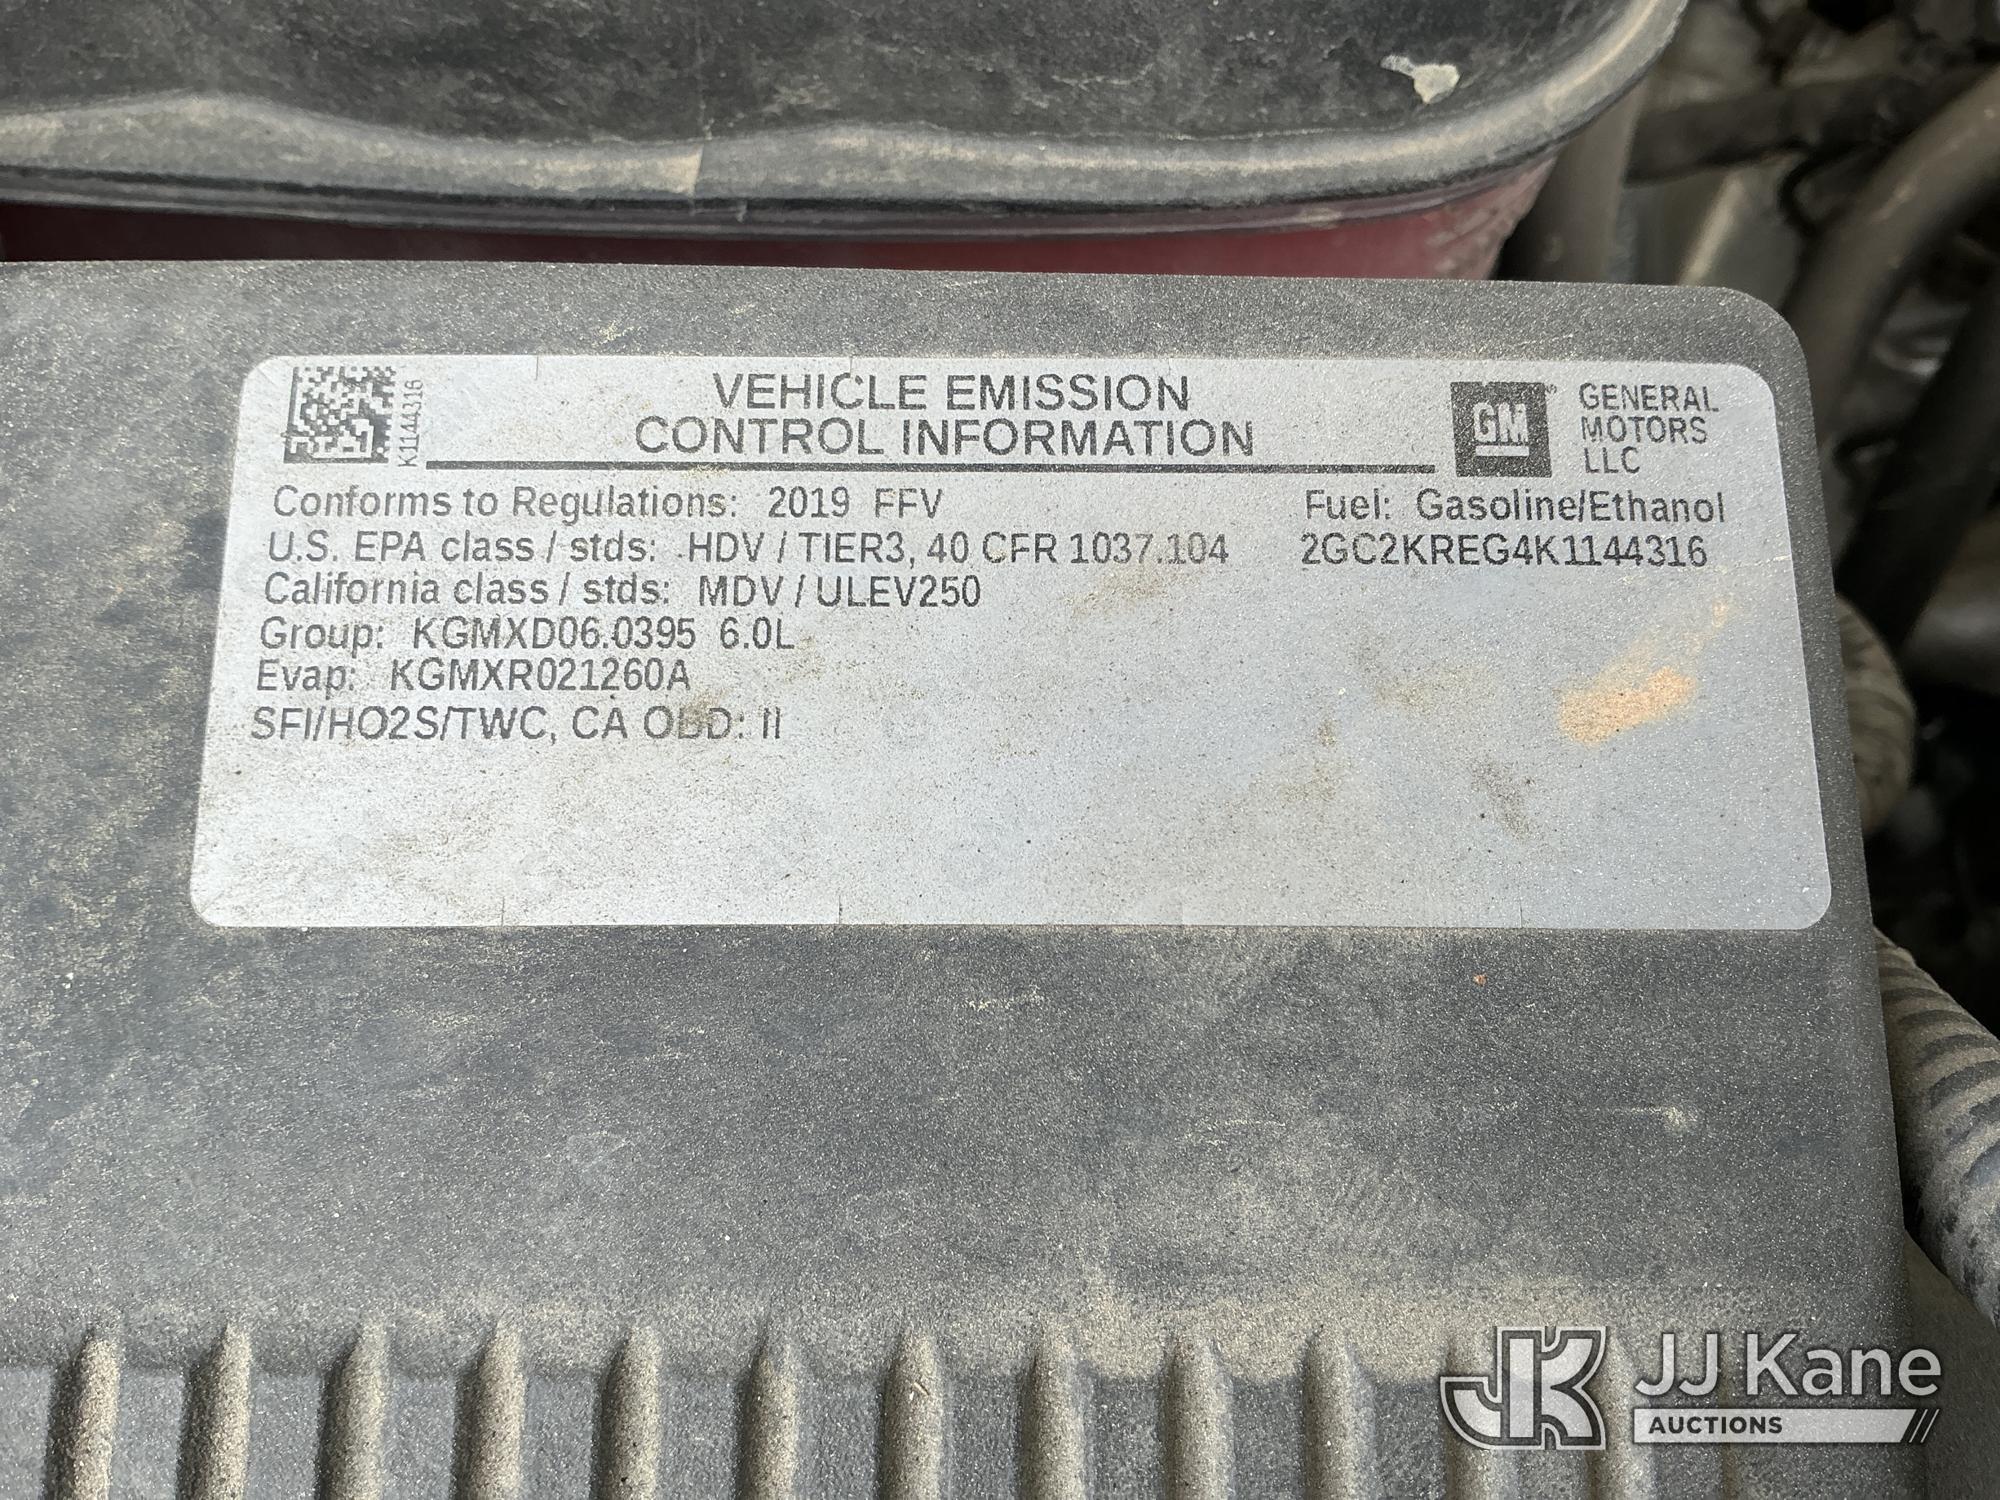 K1144316
VEHICLE EMISSION
CONTROL INFORMATION
GM
GENERAL
MOTORS
LLC
Conforms to Regulations: 2019 FFV
Fuel: Gasoline/Ethanol
U.S. EPA class / stds: HDV / TIER3, 40 CFR 1037.104
2GC2KREG4K1144316
California class / stds: MDV / ULEV250
Group: KGMXD06.0395 6.0L
Evap: KGMXR021260A
SFI/HO2S/TWC, CA OBD: II
JK
JJ Kane
AUCTIONS